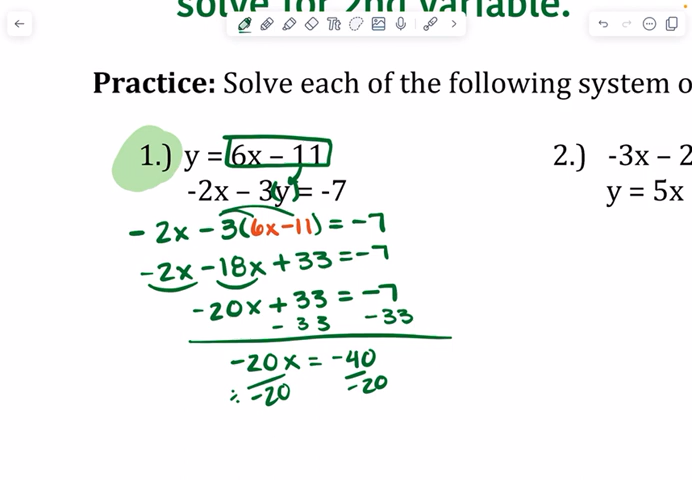 solve for 2nd variable.
Tt
Practice: Solve each of the following system o
1.) y = 6x – 11
-2x – 3(y) = -7
- 2x - 3(6x-11) = -7
-2x - 18x + 33 = -7
-20x + 33 = -7
- 33 -33
-20x = -40
÷ -20 -20
2.) -3x – 2
y = 5x